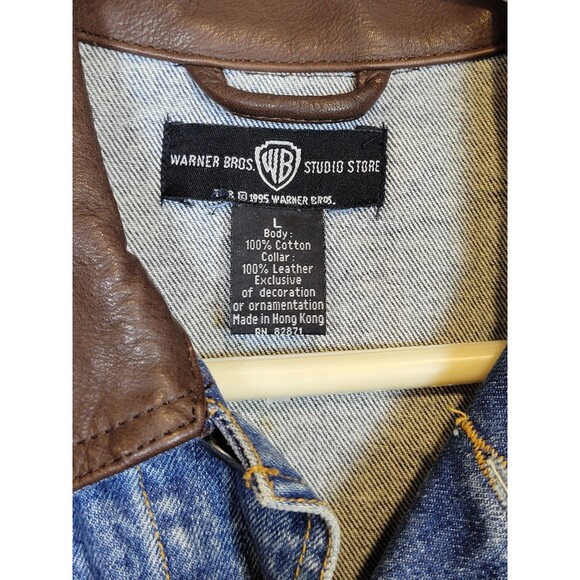 WARNER BROS. WB STUDIO STORE
TM & © 1995 WARNER BROS.
L
Body:
100% Cotton
Collar:
100% Leather
Exclusive
of decoration
or ornamentation
Made in Hong Kong
RN 82871